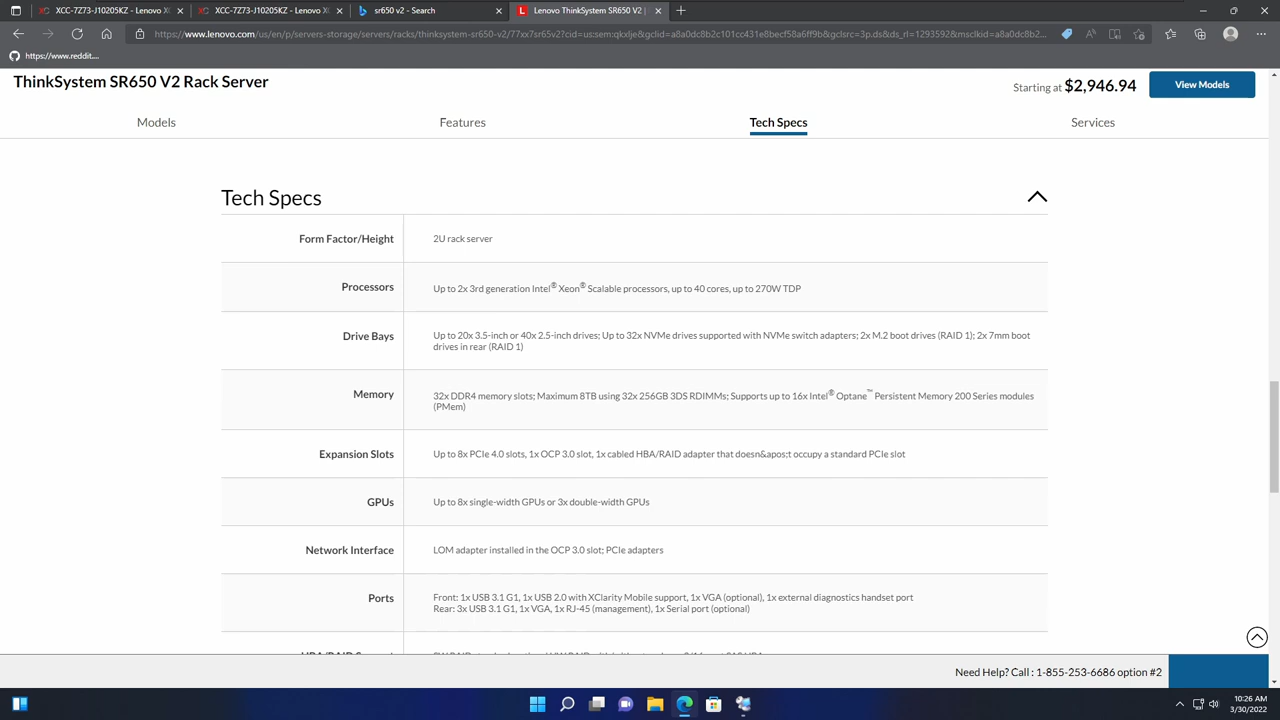 XCC-7Z73-J10205KZ - Lenovo XC
XCC-7Z73-J10205KZ - Lenovo XC
sr650 v2 - Search
Lenovo ThinkSystem SR650 V2 |
https://www.lenovo.com/us/en/p/servers-storage/servers/racks/thinksystem-sr650-v2/77xx7sr65v2?cid=us:sem:qkxlje&gclid=a8a0dc8b2c101cc431e8becf58a6ff9b&gclsrc=3p.ds&ds_rl=1293592&msclkid=a8a0dc8b2...
https://www.reddit....
ThinkSystem SR650 V2 Rack Server
Starting at $2,946.94
View Models
Models
Features
Tech Specs
Services
Tech Specs
Form Factor/Height
2U rack server
Processors
Up to 2x 3rd generation Intel® Xeon® Scalable processors, up to 40 cores, up to 270W TDP
Drive Bays
Up to 20x 3.5-inch or 40x 2.5-inch drives; Up to 32x NVMe drives supported with NVMe switch adapters; 2x M.2 boot drives (RAID 1); 2x 7mm boot
drives in rear (RAID 1)
Memory
32x DDR4 memory slots; Maximum 8TB using 32x 256GB 3DS RDIMMs; Supports up to 16x Intel® Optane™ Persistent Memory 200 Series modules
(PMem)
Expansion Slots
Up to 8x PCIe 4.0 slots, 1x OCP 3.0 slot, 1x cabled HBA/RAID adapter that doesn&apos;t occupy a standard PCIe slot
GPUs
Up to 8x single-width GPUs or 3x double-width GPUs
Network Interface
LOM adapter installed in the OCP 3.0 slot; PCIe adapters
Ports
Front: 1x USB 3.1 G1, 1x USB 2.0 with XClarity Mobile support, 1x VGA (optional), 1x external diagnostics handset port
Rear: 3x USB 3.1 G1, 1x VGA, 1x RJ-45 (management), 1x Serial port (optional)
Need Help? Call : 1-855-253-6686 option #2
10:26 AM
3/30/2022